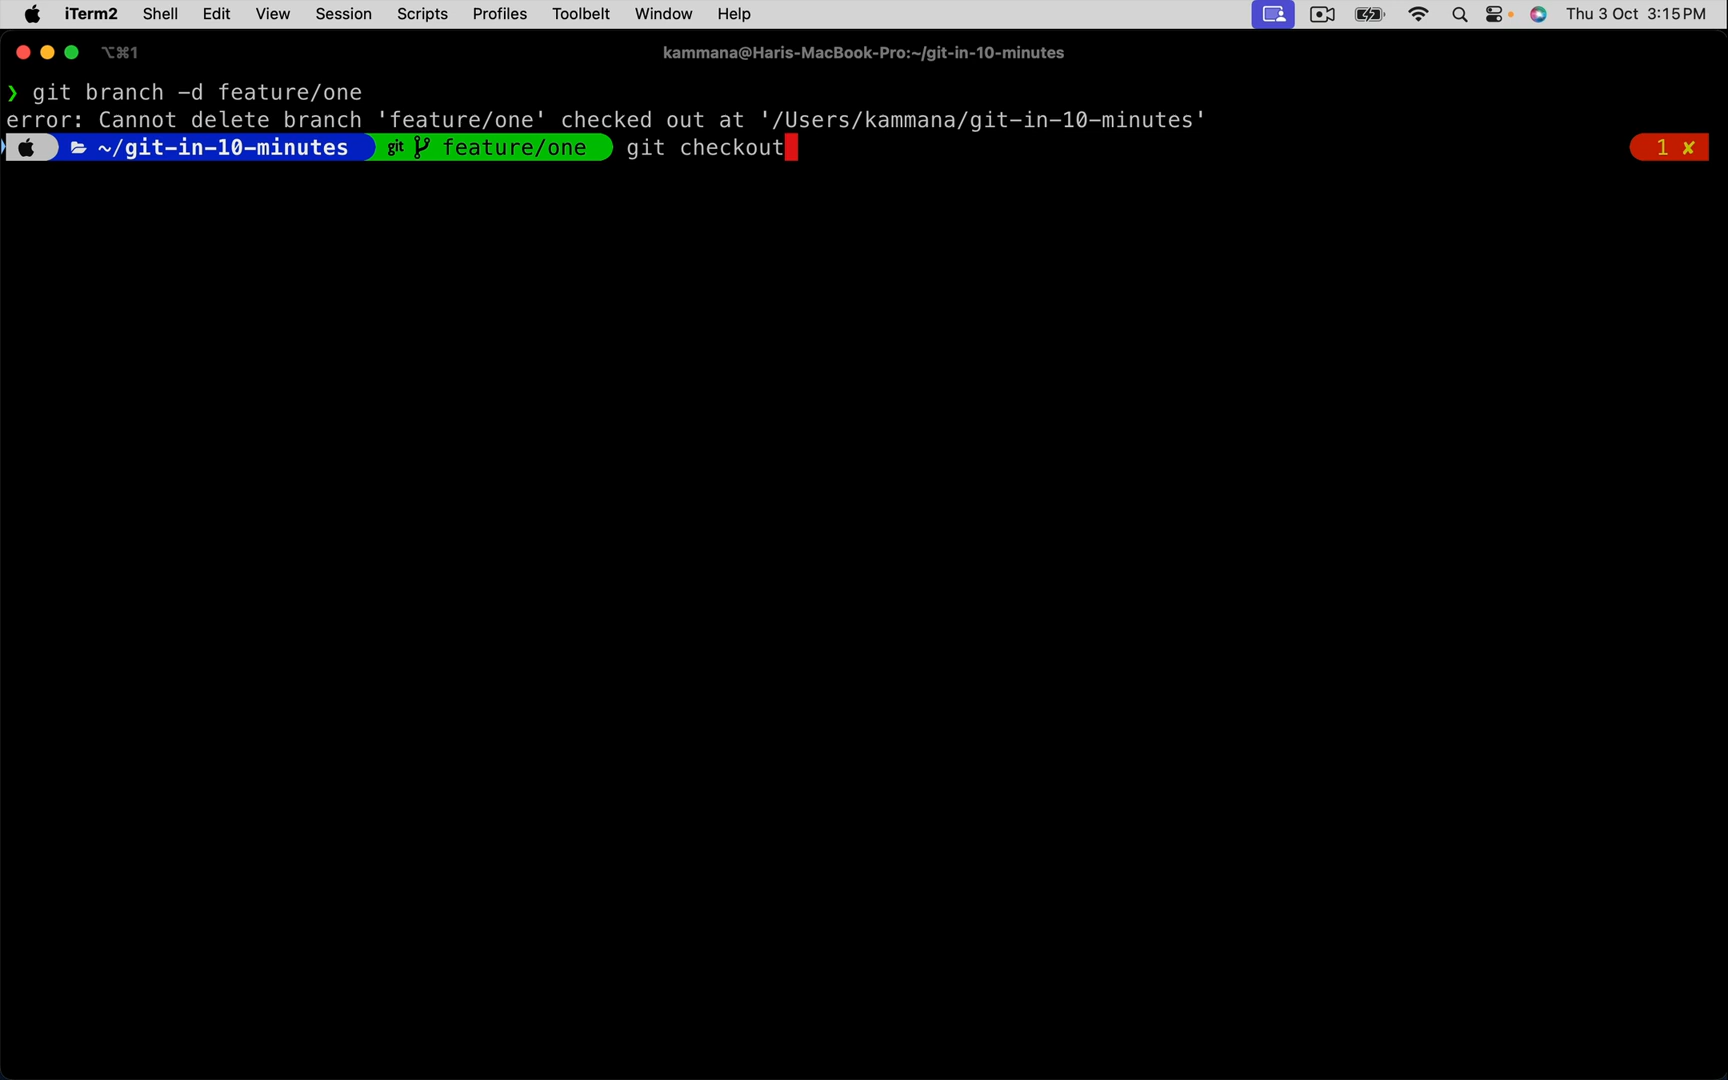 iTerm2 Shell Edit View Session Scripts Profiles Toolbelt Window Help Thu 3 Oct 3:15 PM
⌥⌘1 kammana@Haris-MacBook-Pro:~/git-in-10-minutes
❯ git branch -d feature/one
error: Cannot delete branch 'feature/one' checked out at '/Users/kammana/git-in-10-minutes'
~/git-in-10-minutes git feature/one git checkout 1 ✘